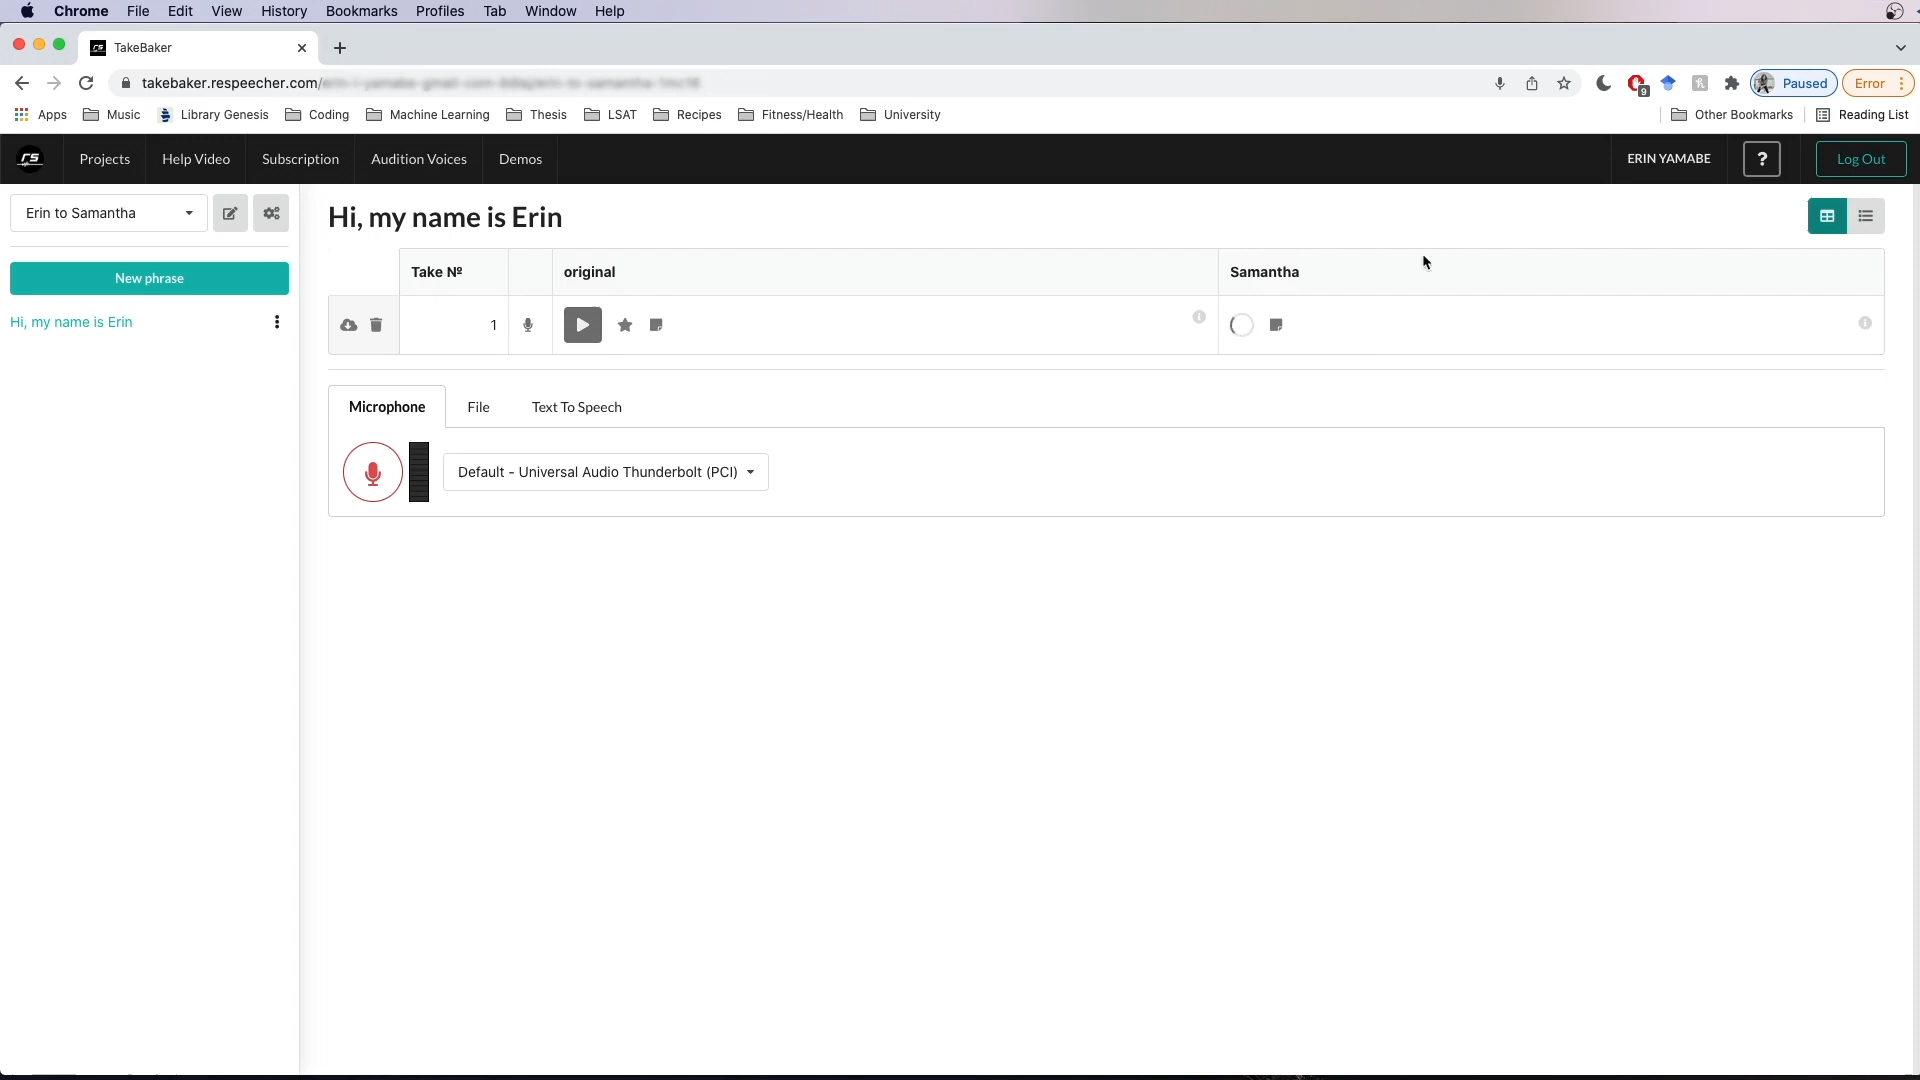 Chrome File Edit View History Bookmarks Profiles Tab Window Help
TakeBaker
takebaker.respeecher.com/
9
Paused
Error
Apps Music Library Genesis Coding Machine Learning Thesis LSAT Recipes Fitness/Health University Other Bookmarks Reading List
rs Projects Help Video Subscription Audition Voices Demos ERIN YAMABE ? Log Out
Erin to Samantha
New phrase
Hi, my name is Erin
Hi, my name is Erin
Take № original Samantha
1
Microphone File Text To Speech
Default - Universal Audio Thunderbolt (PCI)